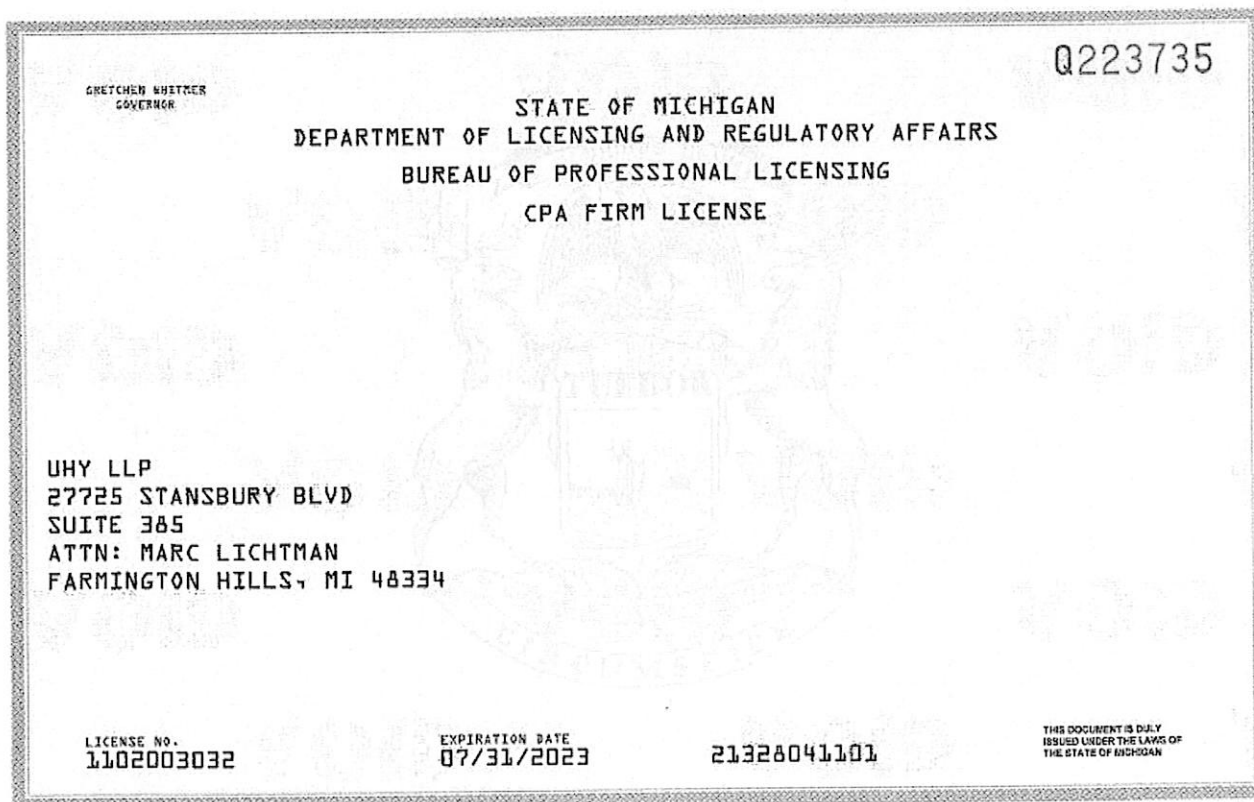 Q223735
GRETCHEN WHITMER
GOVERNOR
STATE OF MICHIGAN
DEPARTMENT OF LICENSING AND REGULATORY AFFAIRS
BUREAU OF PROFESSIONAL LICENSING
CPA FIRM LICENSE
UHY LLP
27725 STANSBURY BLVD
SUITE 385
ATTN: MARC LICHTMAN
FARMINGTON HILLS, MI 48334
LICENSE NO.
1102003032
EXPIRATION DATE
07/31/2023
21328041101
THIS DOCUMENT IS DULY
ISSUED UNDER THE LAWS OF
THE STATE OF MICHIGAN